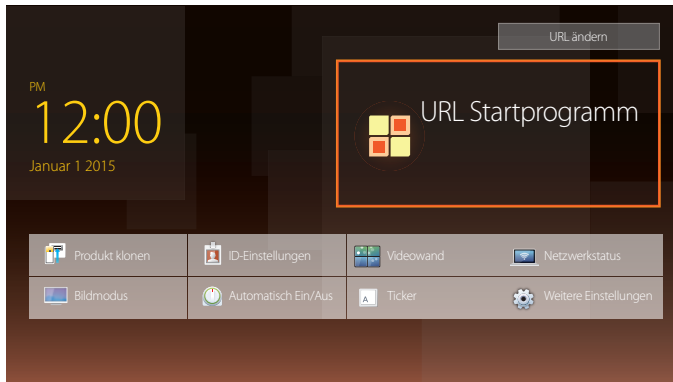 URL ändern
PM
12:00
Januar 1 2015
URL Startprogramm
Produkt klonen
ID-Einstellungen
Videowand
Netzwerkstatus
Bildmodus
Automatisch Ein/Aus
A
Ticker
Weitere Einstellungen